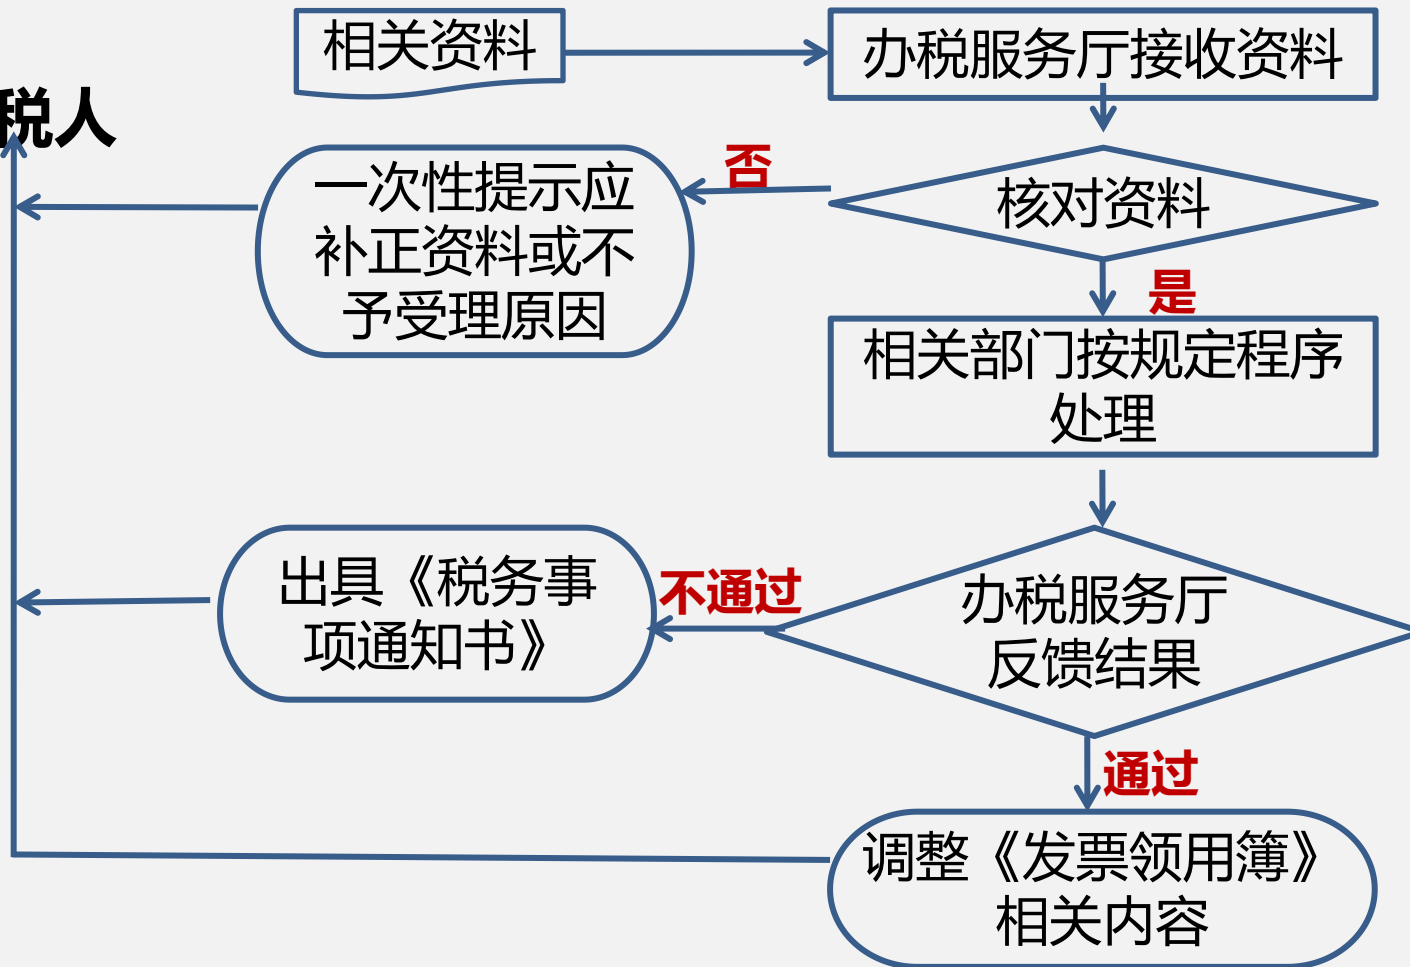 相关资料
办税服务厅接收资料
税人
否
一次性提示应
补正资料或不
予受理原因
核对资料
是
相关部门按规定程序
处理
出具《税务事
项通知书》
不通过
办税服务厅
反馈结果
通过
调整《发票领用簿》
相关内容